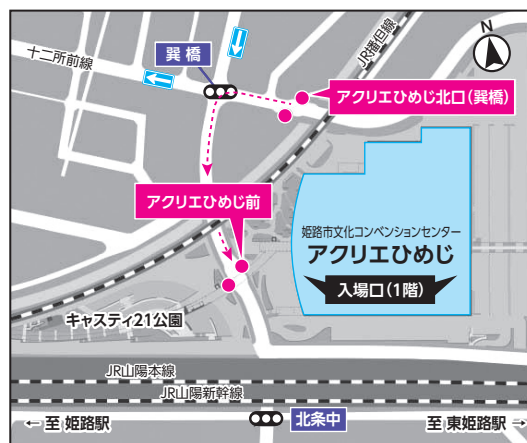 N
十二所前線
巽 橋
JR播但線
アクリエひめじ北口(巽橋)
アクリエひめじ前
姫路市文化コンベンションセンター
アクリエひめじ
入場口(1階)
キャスティ21公園
JR山陽本線
JR山陽新幹線
← 至 姫路駅
北条中
至 東姫路駅 →